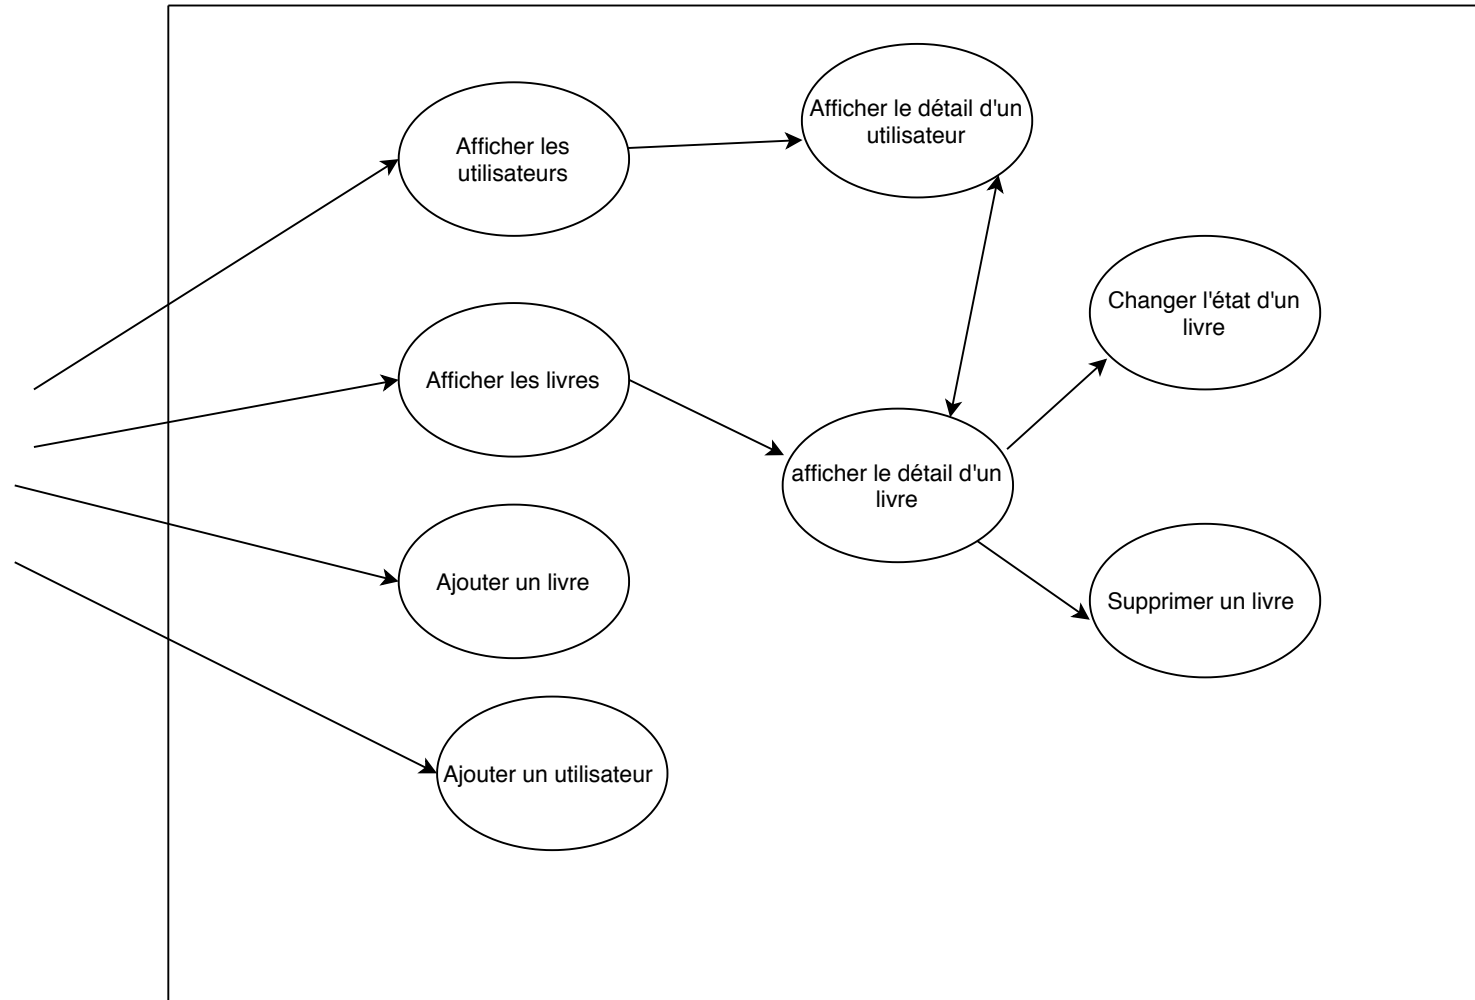 Afficher le détail d'un
utilisateur
Afficher les
utilisateurs
Changer l'état d'un
livre
Afficher les livres
afficher le détail d'un
livre
Ajouter un livre
Supprimer un livre
Ajouter un utilisateur